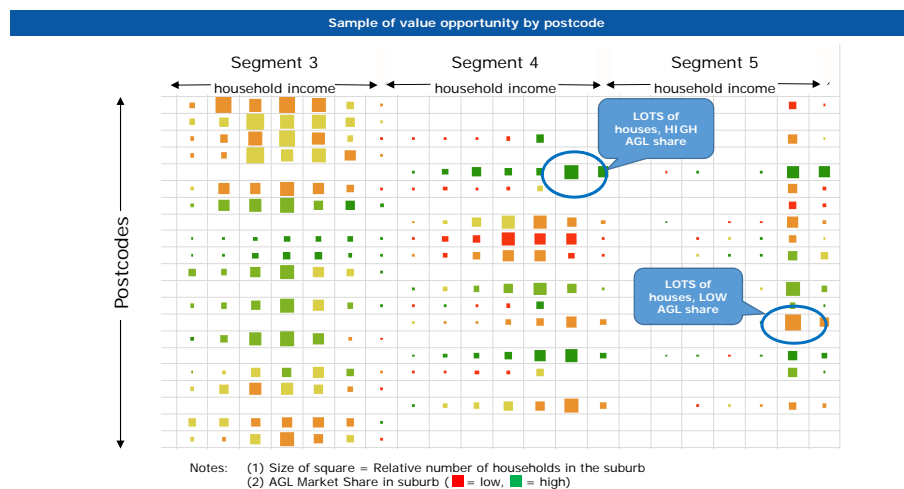 Sample of value opportunity by postcode
Segment 3
Segment 4
Segment 5
household income
household income
household income
LOTS of
houses, HIGH
AGL share
Postcodes
LOTS of
houses, LOW
AGL share
Notes: (1) Size of square = Relative number of households in the suburb
(2) AGL Market Share in suburb ( = low, = high)